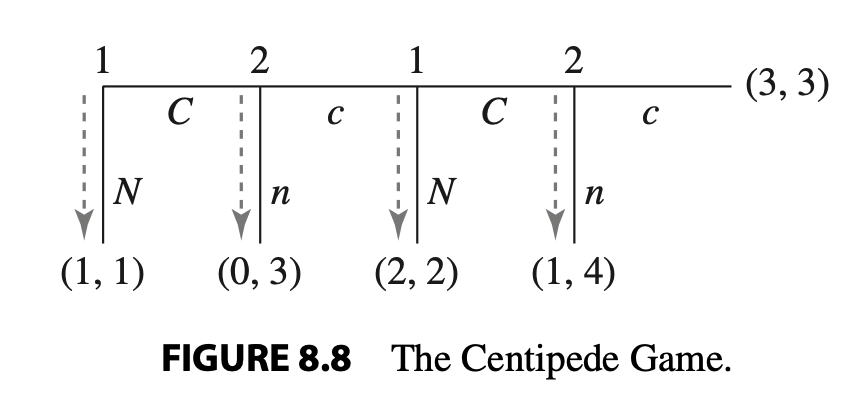 1 2 1 2
(3, 3)
C c C c
N n N n
(1, 1) (0, 3) (2, 2) (1, 4)
FIGURE 8.8 The Centipede Game.